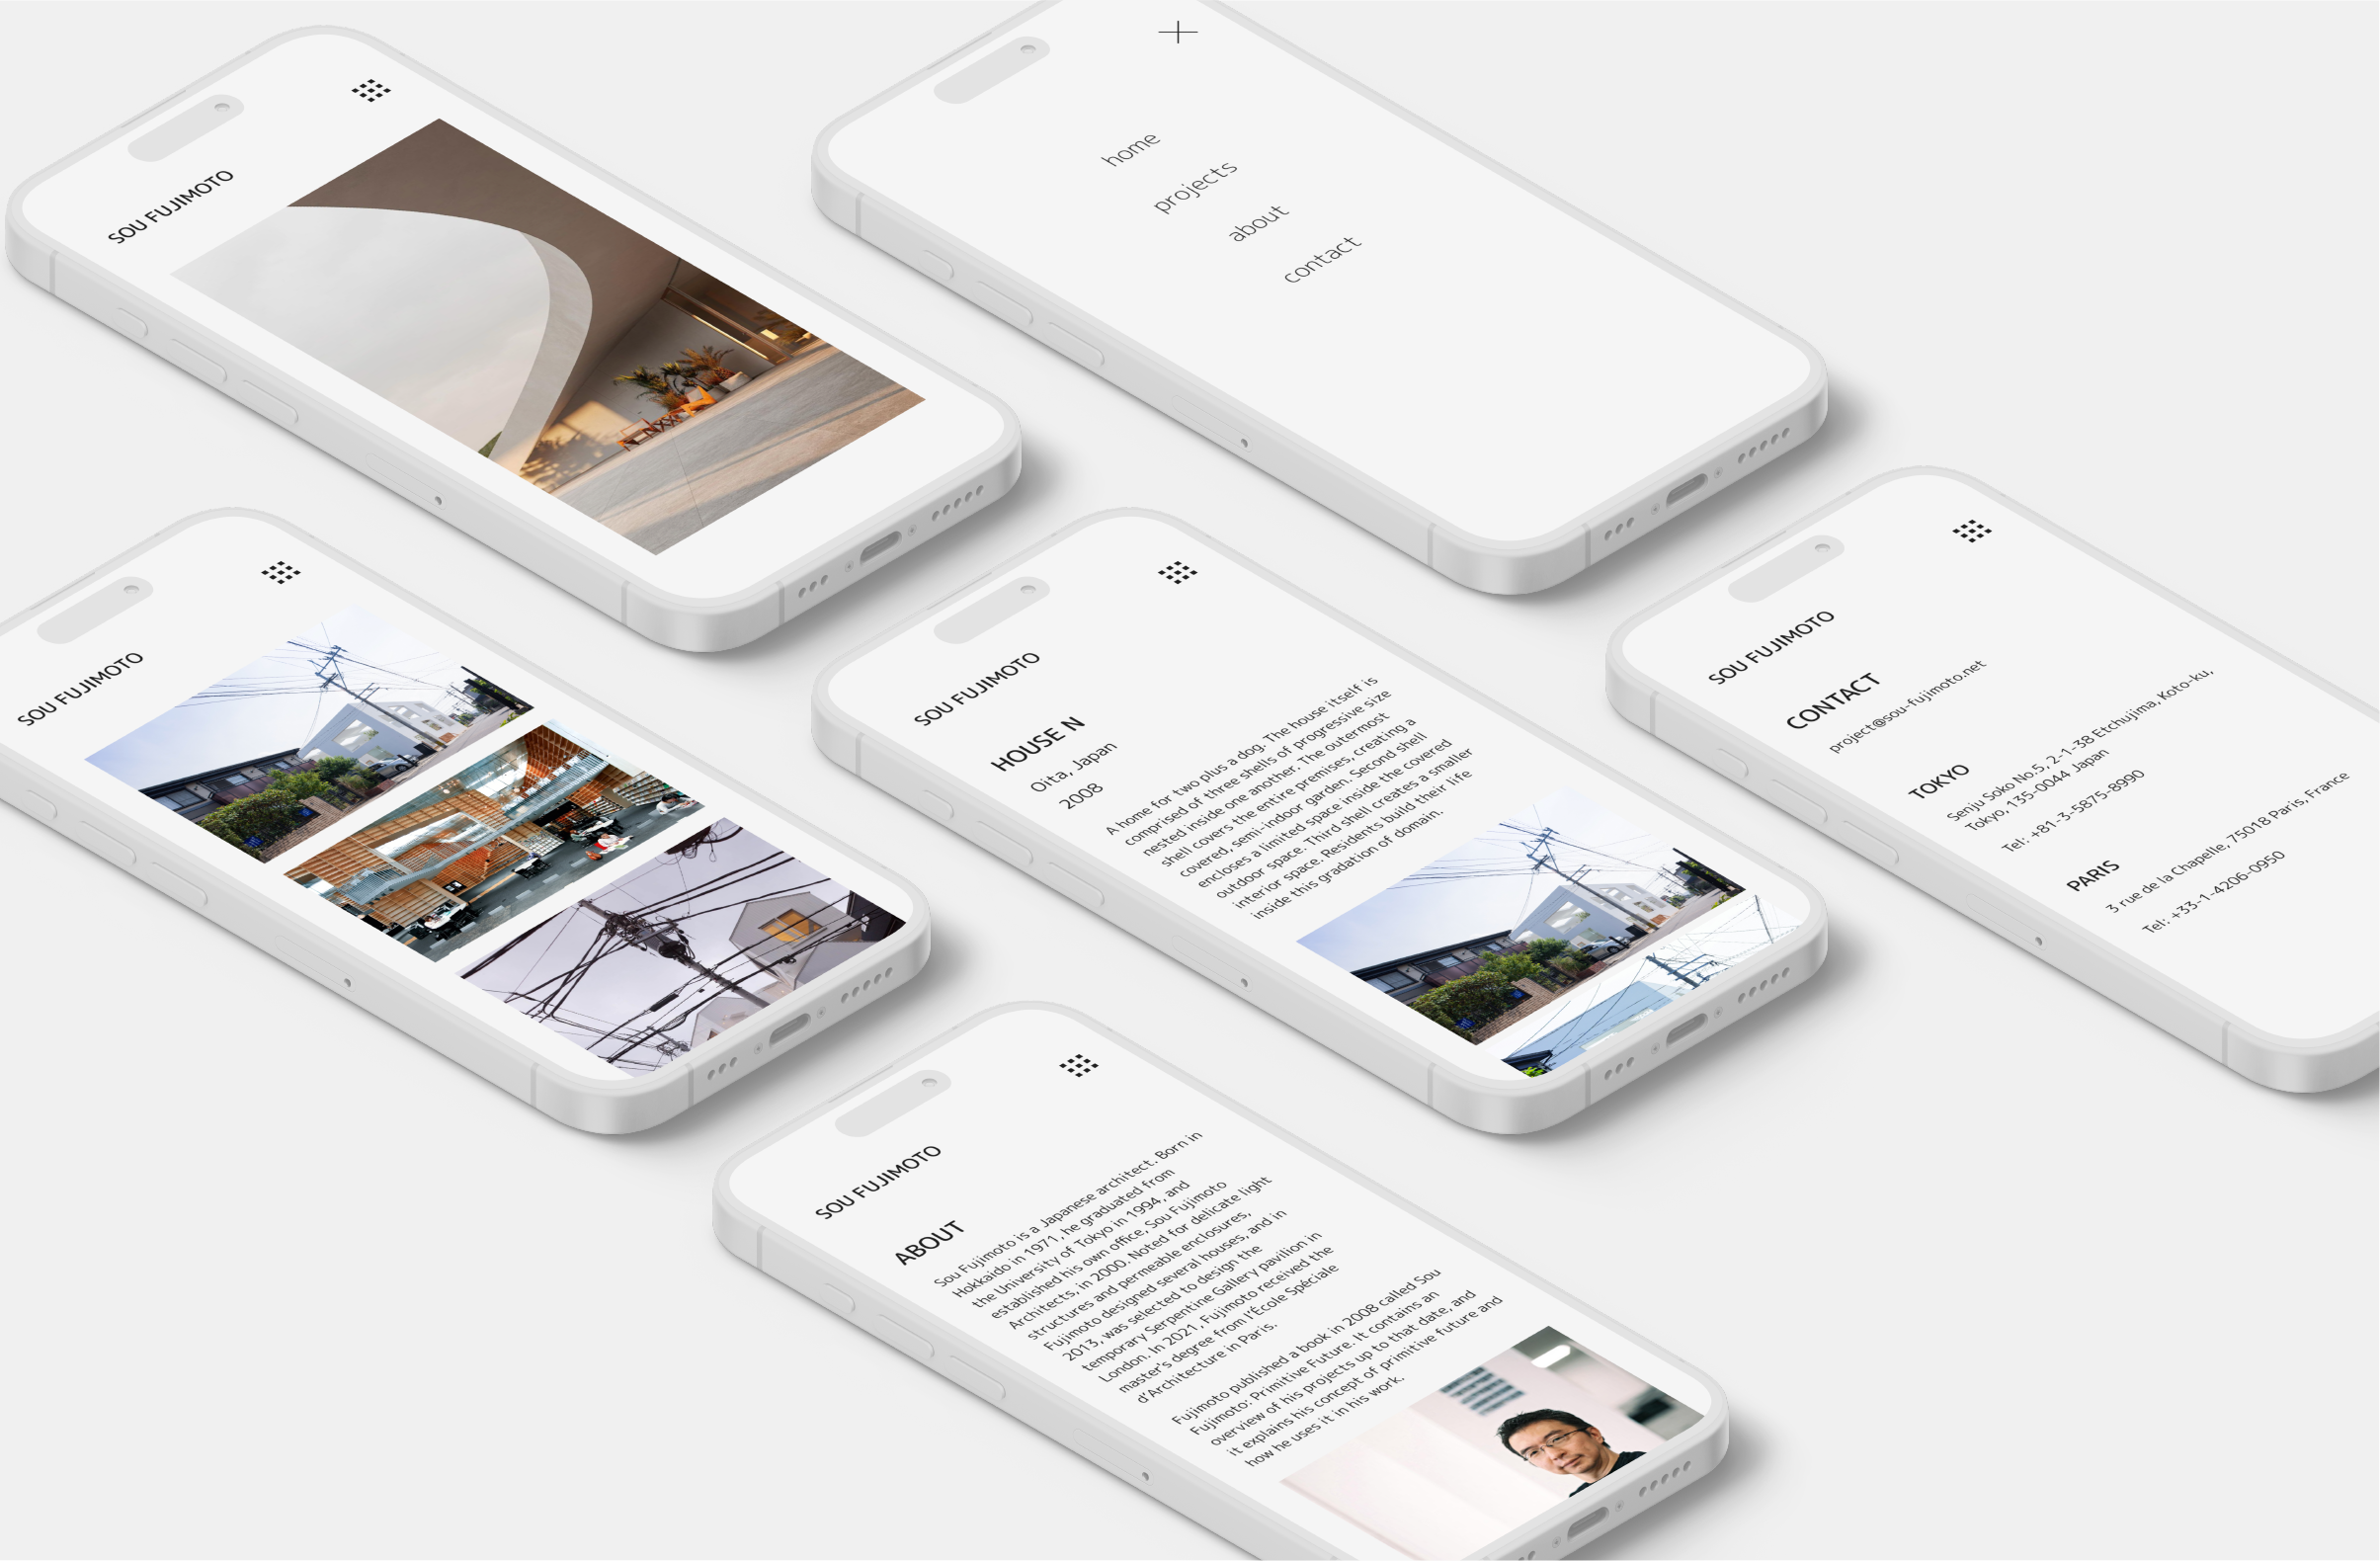 SOU FUJIMOTO
home
projects
about
contact
SOU FUJIMOTO
SOU FUJIMOTO
HOUSE N
Oita, Japan
2008
A home for two plus a dog. The house itself is
comprised of three shells of progressive size
nested inside one another. The outermost
shell covers the entire premises, creating a
covered, semi-indoor garden. Second shell
encloses a limited space inside the covered
outdoor space. Third shell creates a smaller
interior space. Residents build their life
inside this gradation of domain.
SOU FUJIMOTO
CONTACT
project@sou-fujimoto.net
TOKYO
Senju Soko No.5, 2-1-38 Etchujima, Koto-ku,
Tokyo, 135-0044 Japan
Tel: +81-3-5875-8990
PARIS
3 rue de la Chapelle, 75018 Paris, France
Tel: +33-1-4206-0950
SOU FUJIMOTO
ABOUT
Sou Fujimoto is a Japanese architect. Born in
Hokkaido in 1971, he graduated from
the University of Tokyo in 1994, and
established his own office, Sou Fujimoto
Architects, in 2000. Noted for delicate light
structures and permeable enclosures,
Fujimoto designed several houses, and in
2013, was selected to design the
temporary Serpentine Gallery pavilion in
London. In 2021, Fujimoto received the
master's degree from l'École Spéciale
d'Architecture in Paris.
Fujimoto published a book in 2008 called Sou
Fujimoto: Primitive Future. It contains an
overview of his projects up to that date, and
it explains his concept of primitive future and
how he uses it in his work.